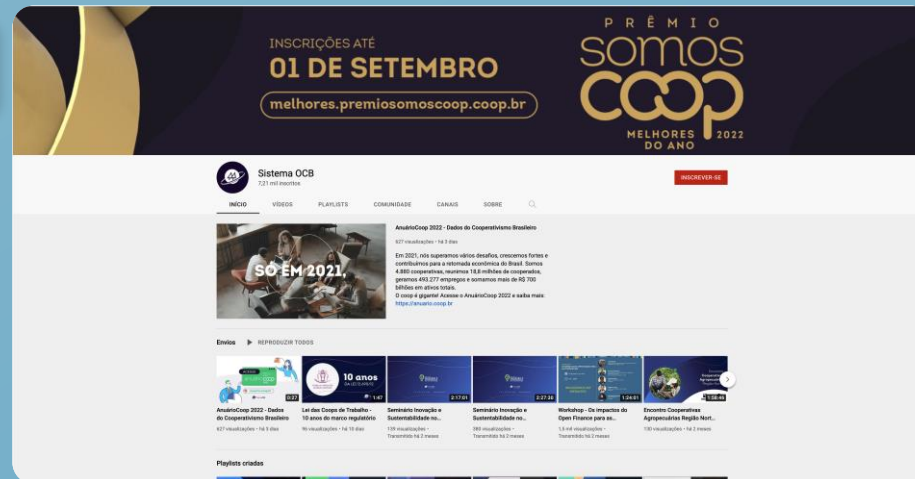 INSCRIÇÕES ATÉ
01 DE SETEMBRO
melhores.premiosomoscoop.coop.br
PRÊMIO
somos
coop
MELHORES
DO ANO
2022
Sistema OCB
7,21 mil inscritos
INSCREVER-SE
INÍCIO VÍDEOS PLAYLISTS COMUNIDADE CANAIS SOBRE
SÓ EM 2021,
AnuárioCoop 2022 - Dados do Cooperativismo Brasileiro
627 visualizações • há 3 dias
Em 2021, nós superamos vários desafios, crescemos fortes e
contribuímos para a retomada econômica do Brasil. Somos
4.880 cooperativas, reunimos 18,8 milhões de cooperados,
geramos 493.277 empregos e somamos mais de R$ 700
bilhões em ativos totais.
O coop é gigante! Acesse o AnuárioCoop 2022 e saiba mais:
https://anuario.coop.br
Envios REPRODUZIR TODOS
0:27
10 anos
1:47
2:17:01
2:27:36
1:24:01
1:58:46
AnuárioCoop 2022 - Dados
do Cooperativismo Brasileiro
627 visualizações • há 3 dias
Lei das Coops de Trabalho -
10 anos do marco regulatório
96 visualizações • há 10 dias
Seminário Inovação e
Sustentabilidade no...
139 visualizações •
Transmitido há 2 meses
Seminário Inovação e
Sustentabilidade no...
380 visualizações •
Transmitido há 2 meses
Workshop - Os impactos do
Open Finance para as...
1,5 mil visualizações •
Transmitido há 2 meses
Encontro Cooperativas
Agropecuárias Região Nort...
130 visualizações • há 2 meses
Playlists criadas